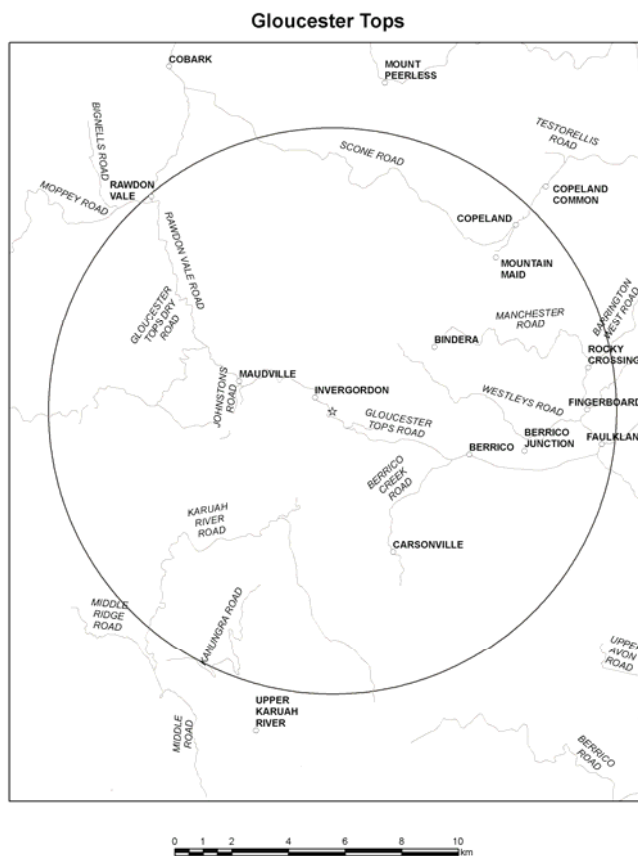 Gloucester Tops
COBARK
MOUNT
PEERLESS
BIGNELLS ROAD
TESTORELLIS
ROAD
SCONE ROAD
RAWDON
VALE
MOPPEY ROAD
COPELAND
COMMON
COPELAND
RAWDON VALE ROAD
MOUNTAIN
MAID
GLOUCESTER
TOPS DRY
ROAD
BARRINGTON
WEST ROAD
MANCHESTER
ROAD
BINDERA
ROCKY
CROSSING
MAUDVILLE
JOHNSTONS
ROAD
INVERGORDON
WESTLEYS ROAD
FINGERBOARD
GLOUCESTER
TOPS ROAD
BERRICO
BERRICO
JUNCTION
FAULKLAN
BERRICO
CREEK
ROAD
KARUAH
RIVER
ROAD
CARSONVILLE
MIDDLE
RIDGE
ROAD
KANUNGRA ROAD
UPPER
AVON
ROAD
UPPER
KARUAH
RIVER
MIDDLE
ROAD
BERRICO
ROAD
0 1 2 4 6 8 10
km